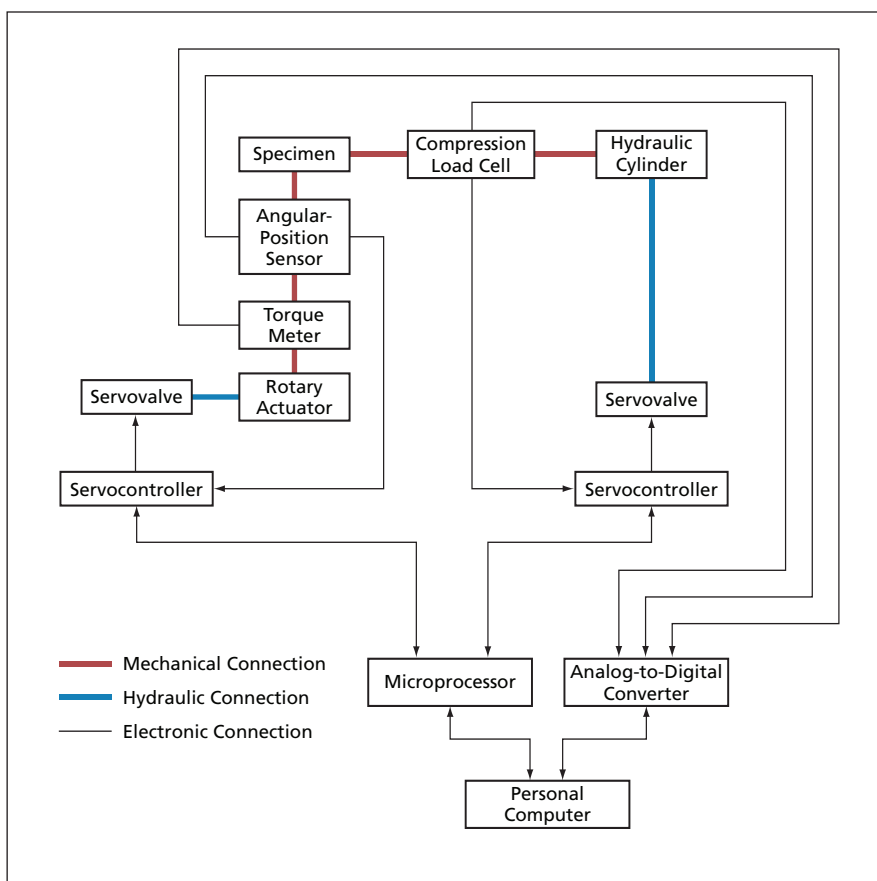 Specimen
Compression
Load Cell
Hydraulic
Cylinder
Angular-
Position
Sensor
Torque
Meter
Servovalve
Rotary
Actuator
Servovalve
Servocontroller
Servocontroller
Mechanical Connection
Hydraulic Connection
Electronic Connection
Microprocessor
Analog-to-Digital
Converter
Personal
Computer